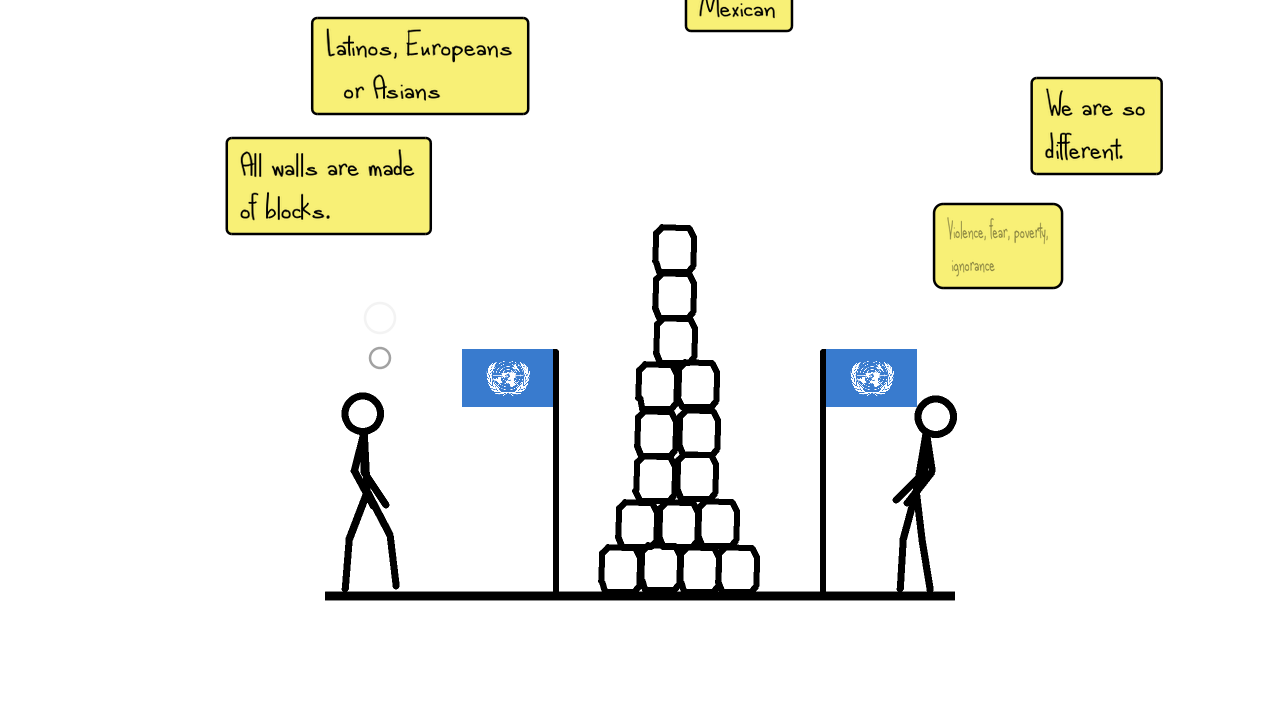 Mexican
Latinos, Europeans
or Asians
We are so
different.
All walls are made
of blocks.
Violence, fear, poverty,
ignorance